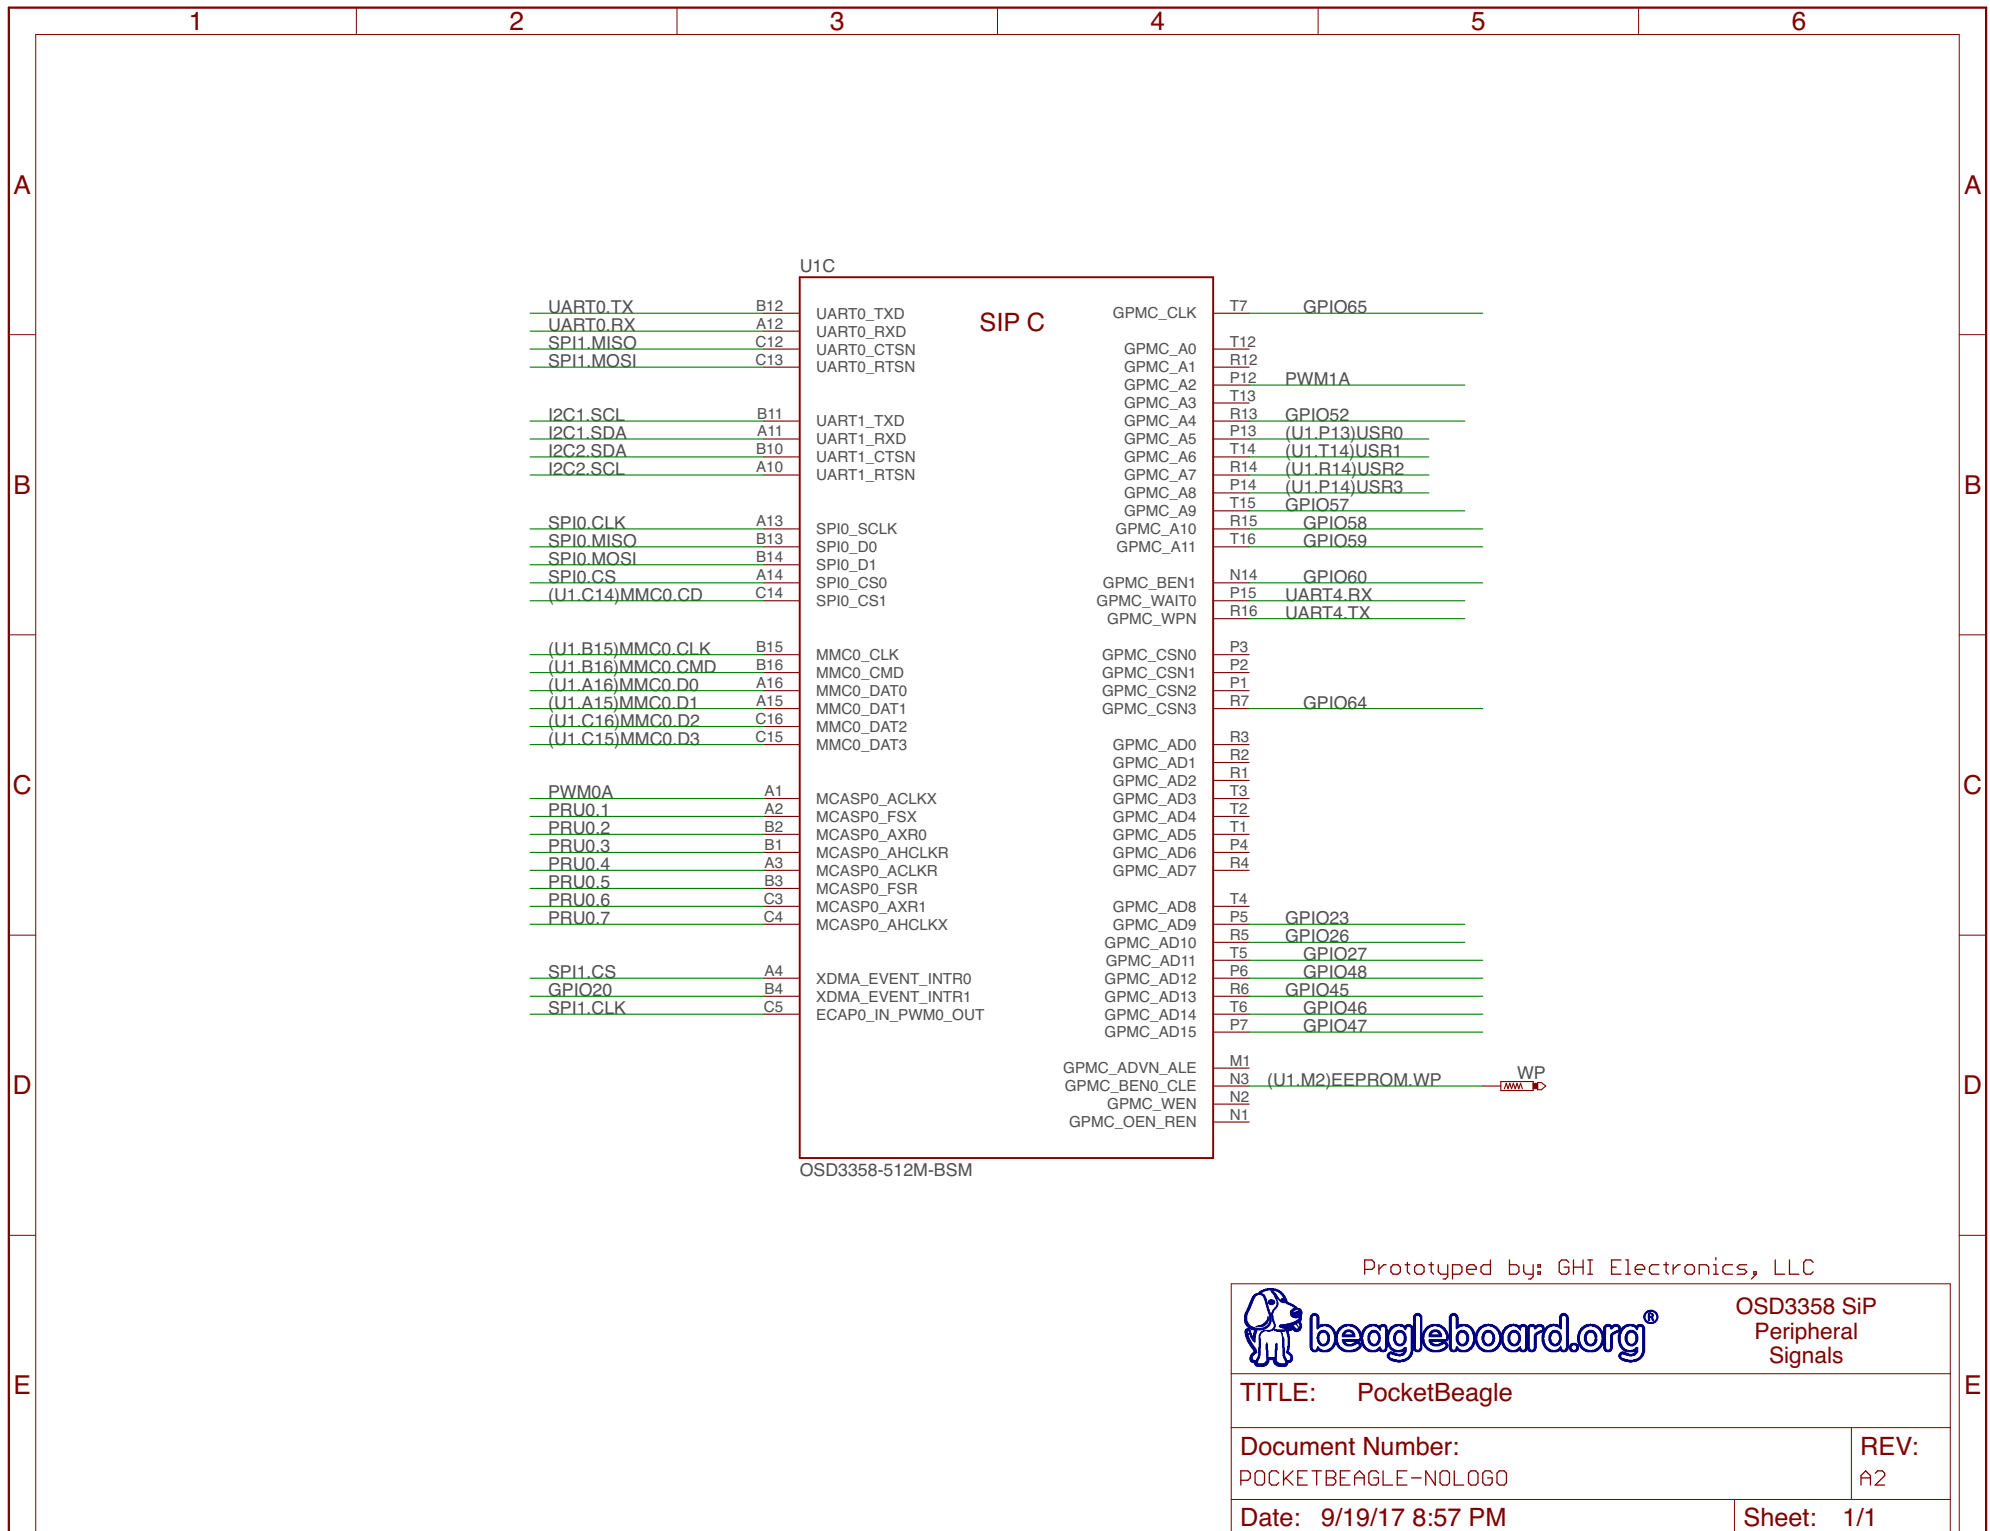 1 2 3 4 5 6
A A
B B
C C
D D
E E
U1C
SIP C
UART0.TX B12 UART0_TXD
UART0.RX A12 UART0_RXD
SPI1.MISO C12 UART0_CTSN
SPI1.MOSI C13 UART0_RTSN
I2C1.SCL B11 UART1_TXD
I2C1.SDA A11 UART1_RXD
I2C2.SDA B10 UART1_CTSN
I2C2.SCL A10 UART1_RTSN
SPI0.CLK A13 SPI0_SCLK
SPI0.MISO B13 SPI0_D0
SPI0.MOSI B14 SPI0_D1
SPI0.CS A14 SPI0_CS0
(U1.C14)MMC0.CD C14 SPI0_CS1
(U1.B15)MMC0.CLK B15 MMC0_CLK
(U1.B16)MMC0.CMD B16 MMC0_CMD
(U1.A16)MMC0.D0 A16 MMC0_DAT0
(U1.A15)MMC0.D1 A15 MMC0_DAT1
(U1.C16)MMC0.D2 C16 MMC0_DAT2
(U1.C15)MMC0.D3 C15 MMC0_DAT3
PWM0A A1 MCASP0_ACLKX
PRU0.1 A2 MCASP0_FSX
PRU0.2 B2 MCASP0_AXR0
PRU0.3 B1 MCASP0_AHCLKR
PRU0.4 A3 MCASP0_ACLKR
PRU0.5 B3 MCASP0_FSR
PRU0.6 C3 MCASP0_AXR1
PRU0.7 C4 MCASP0_AHCLKX
SPI1.CS A4 XDMA_EVENT_INTR0
GPIO20 B4 XDMA_EVENT_INTR1
SPI1.CLK C5 ECAP0_IN_PWM0_OUT
GPMC_CLK T7 GPIO65
GPMC_A0 T12
GPMC_A1 R12
GPMC_A2 P12 PWM1A
GPMC_A3 T13
GPMC_A4 R13 GPIO52
GPMC_A5 P13 (U1.P13)USR0
GPMC_A6 T14 (U1.T14)USR1
GPMC_A7 R14 (U1.R14)USR2
GPMC_A8 P14 (U1.P14)USR3
GPMC_A9 T15 GPIO57
GPMC_A10 R15 GPIO58
GPMC_A11 T16 GPIO59
GPMC_BEN1 N14 GPIO60
GPMC_WAIT0 P15 UART4.RX
GPMC_WPN R16 UART4.TX
GPMC_CSN0 P3
GPMC_CSN1 P2
GPMC_CSN2 P1
GPMC_CSN3 R7 GPIO64
GPMC_AD0 R3
GPMC_AD1 R2
GPMC_AD2 R1
GPMC_AD3 T3
GPMC_AD4 T2
GPMC_AD5 T1
GPMC_AD6 P4
GPMC_AD7 R4
GPMC_AD8 T4
GPMC_AD9 P5 GPIO23
GPMC_AD10 R5 GPIO26
GPMC_AD11 T5 GPIO27
GPMC_AD12 P6 GPIO48
GPMC_AD13 R6 GPIO45
GPMC_AD14 T6 GPIO46
GPMC_AD15 P7 GPIO47
GPMC_ADVN_ALE M1
GPMC_BEN0_CLE N3 (U1.M2)EEPROM.WP WP
GPMC_WEN N2
GPMC_OEN_REN N1
OSD3358-512M-BSM
Prototyped by: GHI Electronics, LLC
beagleboard.org®
OSD3358 SiP
Peripheral
Signals
TITLE: PocketBeagle
Document Number:
POCKETBEAGLE-NOLOGO
REV:
A2
Date: 9/19/17 8:57 PM
Sheet: 1/1